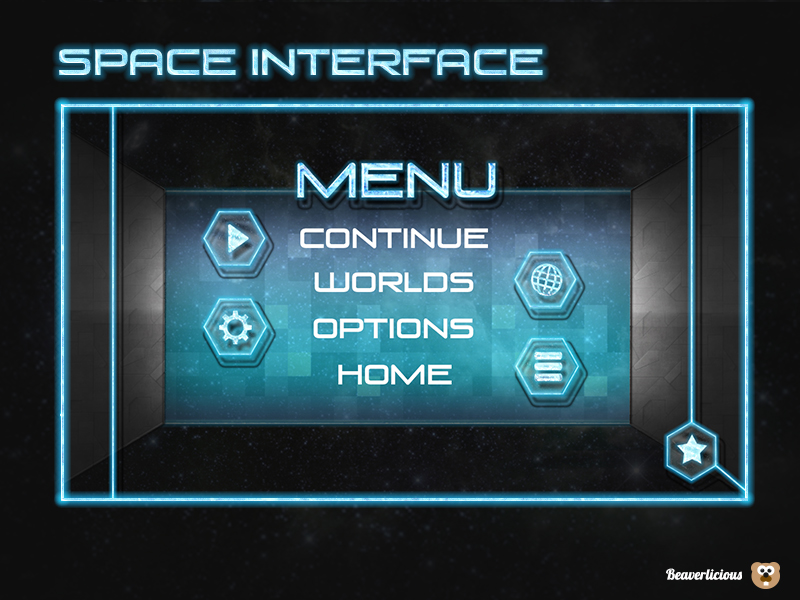 SPACE INTERFACE
MENU
CONTINUE
WORLDS
OPTIONS
HOME
Beaverlicious